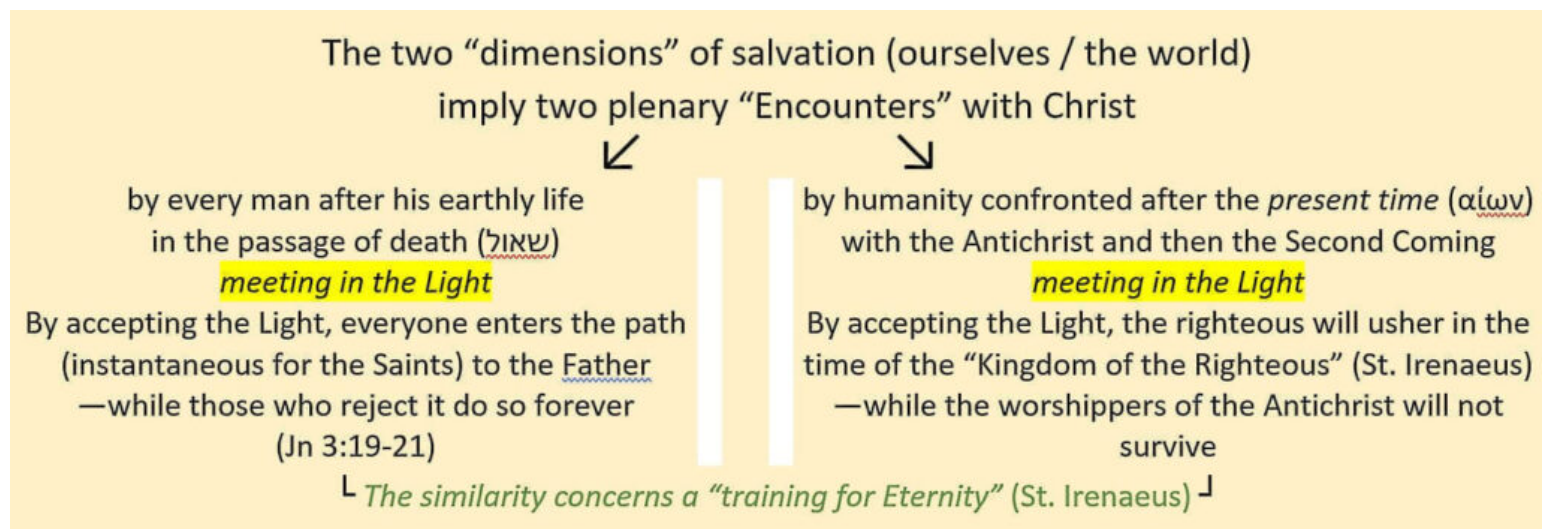 The two “dimensions” of salvation (ourselves / the world)
imply two plenary “Encounters” with Christ
by every man after his earthly life
in the passage of death (שאול)
meeting in the Light
By accepting the Light, everyone enters the path
(instantaneous for the Saints) to the Father
—while those who reject it do so forever
(Jn 3:19-21)
by humanity confronted after the present time (αίων)
with the Antichrist and then the Second Coming
meeting in the Light
By accepting the Light, the righteous will usher in the
time of the “Kingdom of the Righteous” (St. Irenaeus)
—while the worshippers of the Antichrist will not
survive
The similarity concerns a “training for Eternity” (St. Irenaeus)